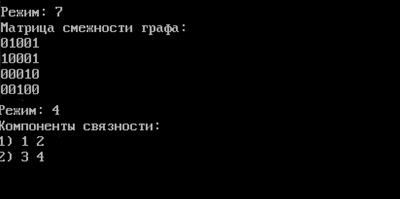 Режим: 7
Матрица смежности графа:
01001
10001
00010
00100
Режим: 4
Компоненты связности:
1) 1 2
2) 3 4